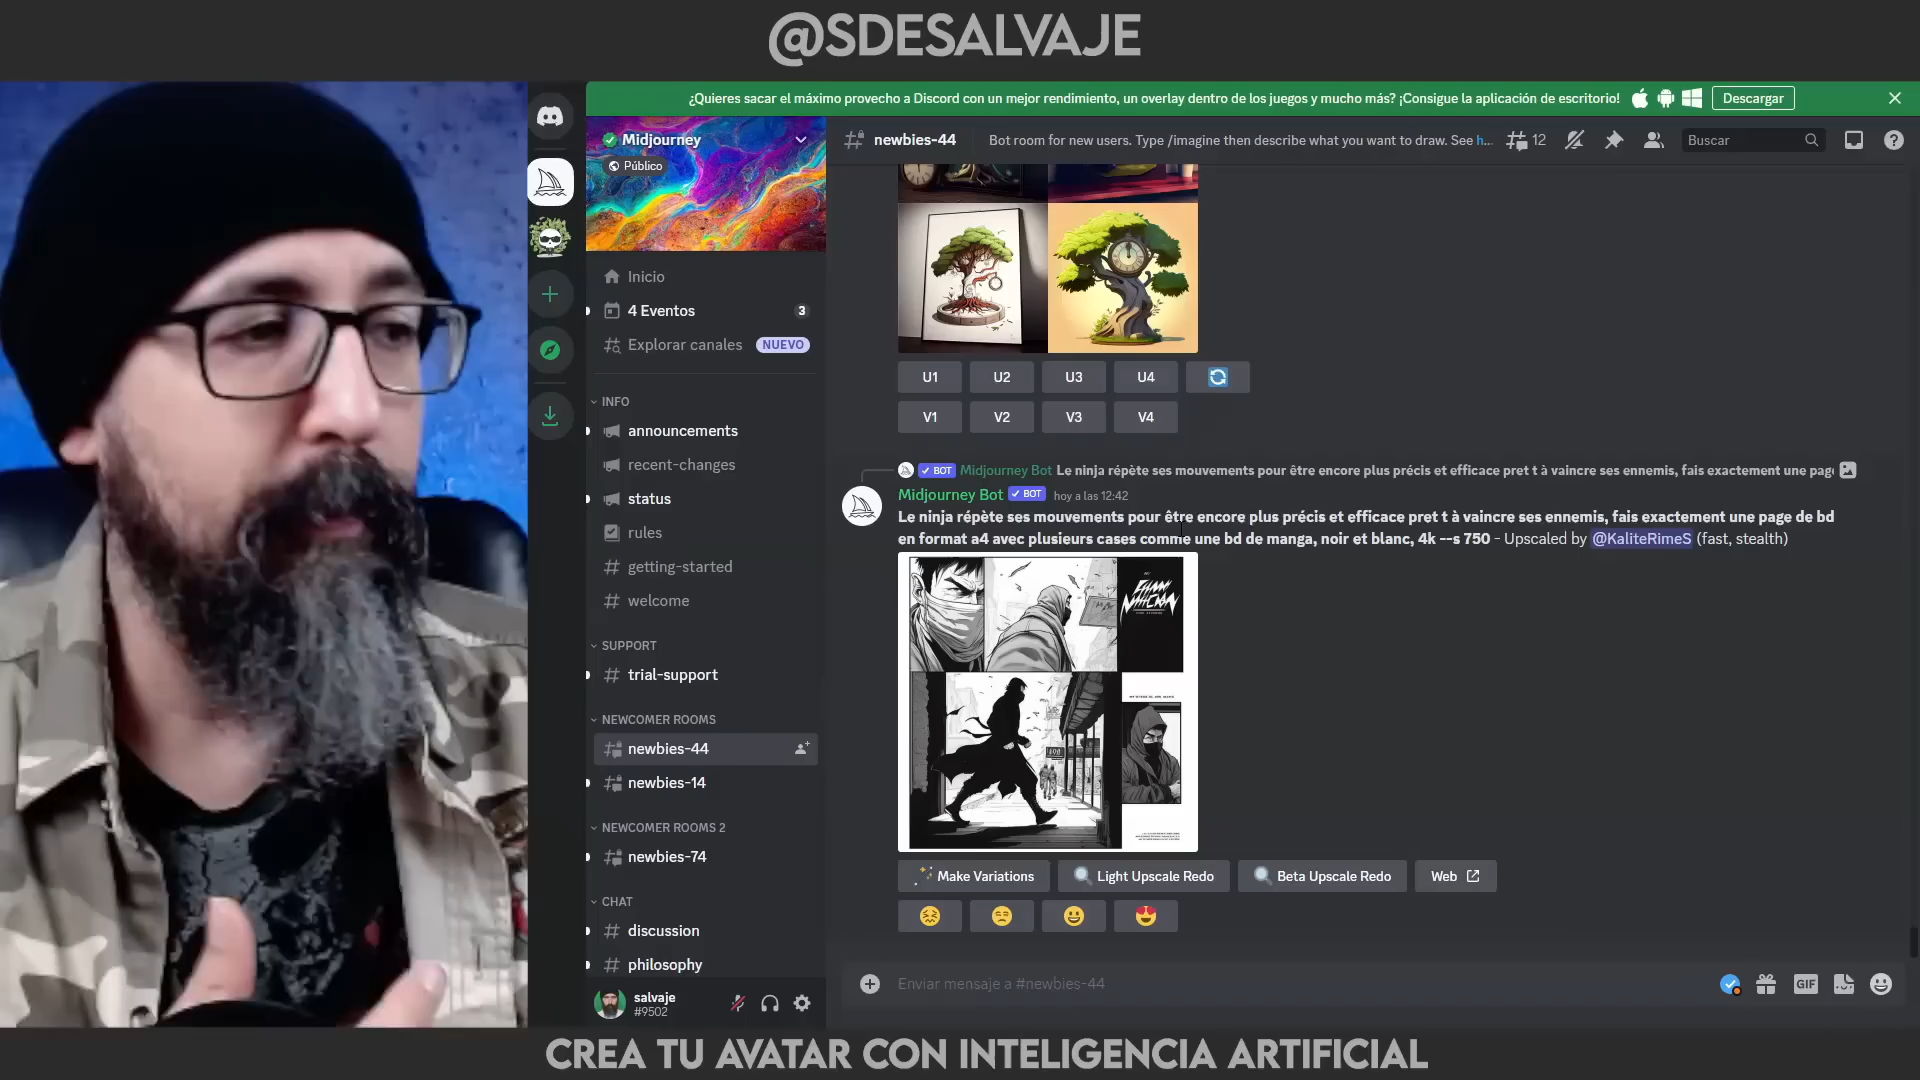 @SDESALVAJE
¿Quieres sacar el máximo provecho a Discord con un mejor rendimiento, un overlay dentro de los juegos y mucho más? ¡Consigue la aplicación de escritorio!
Descargar
Midjourney
Público
newbies-44
Bot room for new users. Type /imagine then describe what you want to draw. See h...
12
Buscar
Inicio
4 Eventos
3
Explorar canales
NUEVO
INFO
announcements
recent-changes
status
rules
getting-started
welcome
SUPPORT
trial-support
NEWCOMER ROOMS
newbies-44
newbies-14
NEWCOMER ROOMS 2
newbies-74
CHAT
discussion
philosophy
salvaje
#9502
U1 U2 U3 U4
V1 V2 V3 V4
BOT Midjourney Bot Le ninja répète ses mouvements pour être encore plus précis et efficace pret t à vaincre ses ennemis, fais exactement une page
Midjourney Bot BOT hoy a las 12:42
Le ninja répète ses mouvements pour être encore plus précis et efficace pret t à vaincre ses ennemis, fais exactement une page de bd
en format a4 avec plusieurs cases comme une bd de manga, noir et blanc, 4k --s 750 - Upscaled by @KaliteRimeS (fast, stealth)
Make Variations
Light Upscale Redo
Beta Upscale Redo
Web
Enviar mensaje a #newbies-44
GIF
CREA TU AVATAR CON INTELIGENCIA ARTIFICIAL